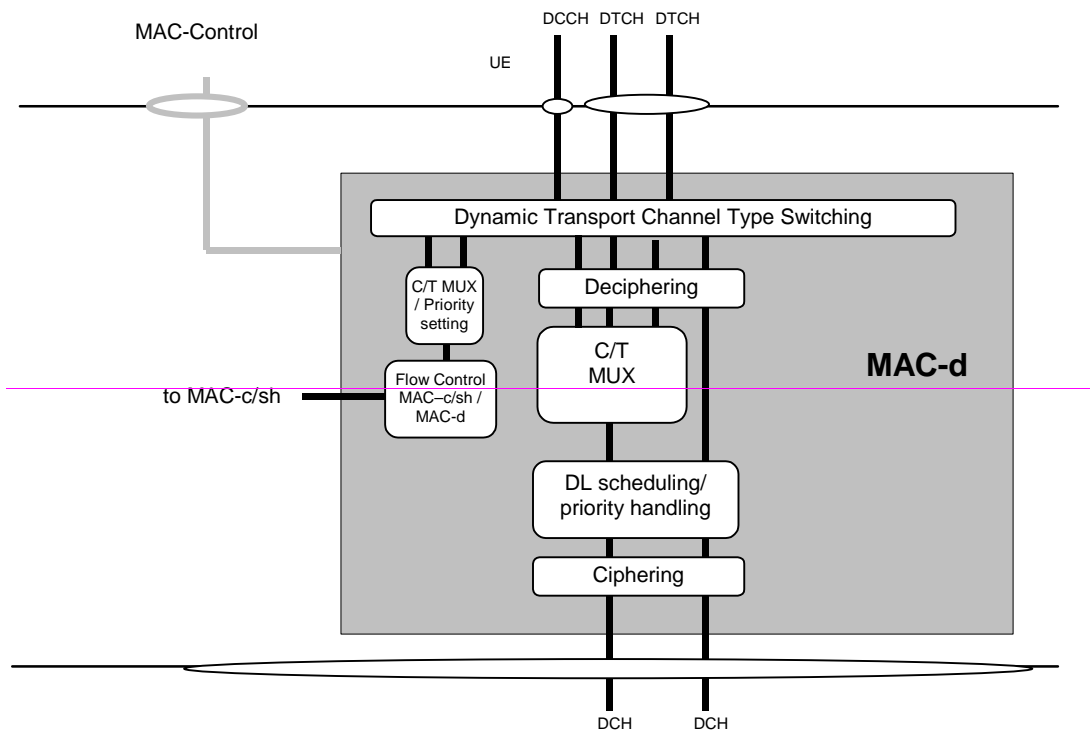 DCCH DTCH DTCH
MAC-Control
UE
Dynamic Transport Channel Type Switching
C/T MUX
/ Priority
setting
Deciphering
C/T
MUX
MAC-d
Flow Control
MAC–c/sh /
MAC-d
to MAC-c/sh
DL scheduling/
priority handling
Ciphering
DCH DCH